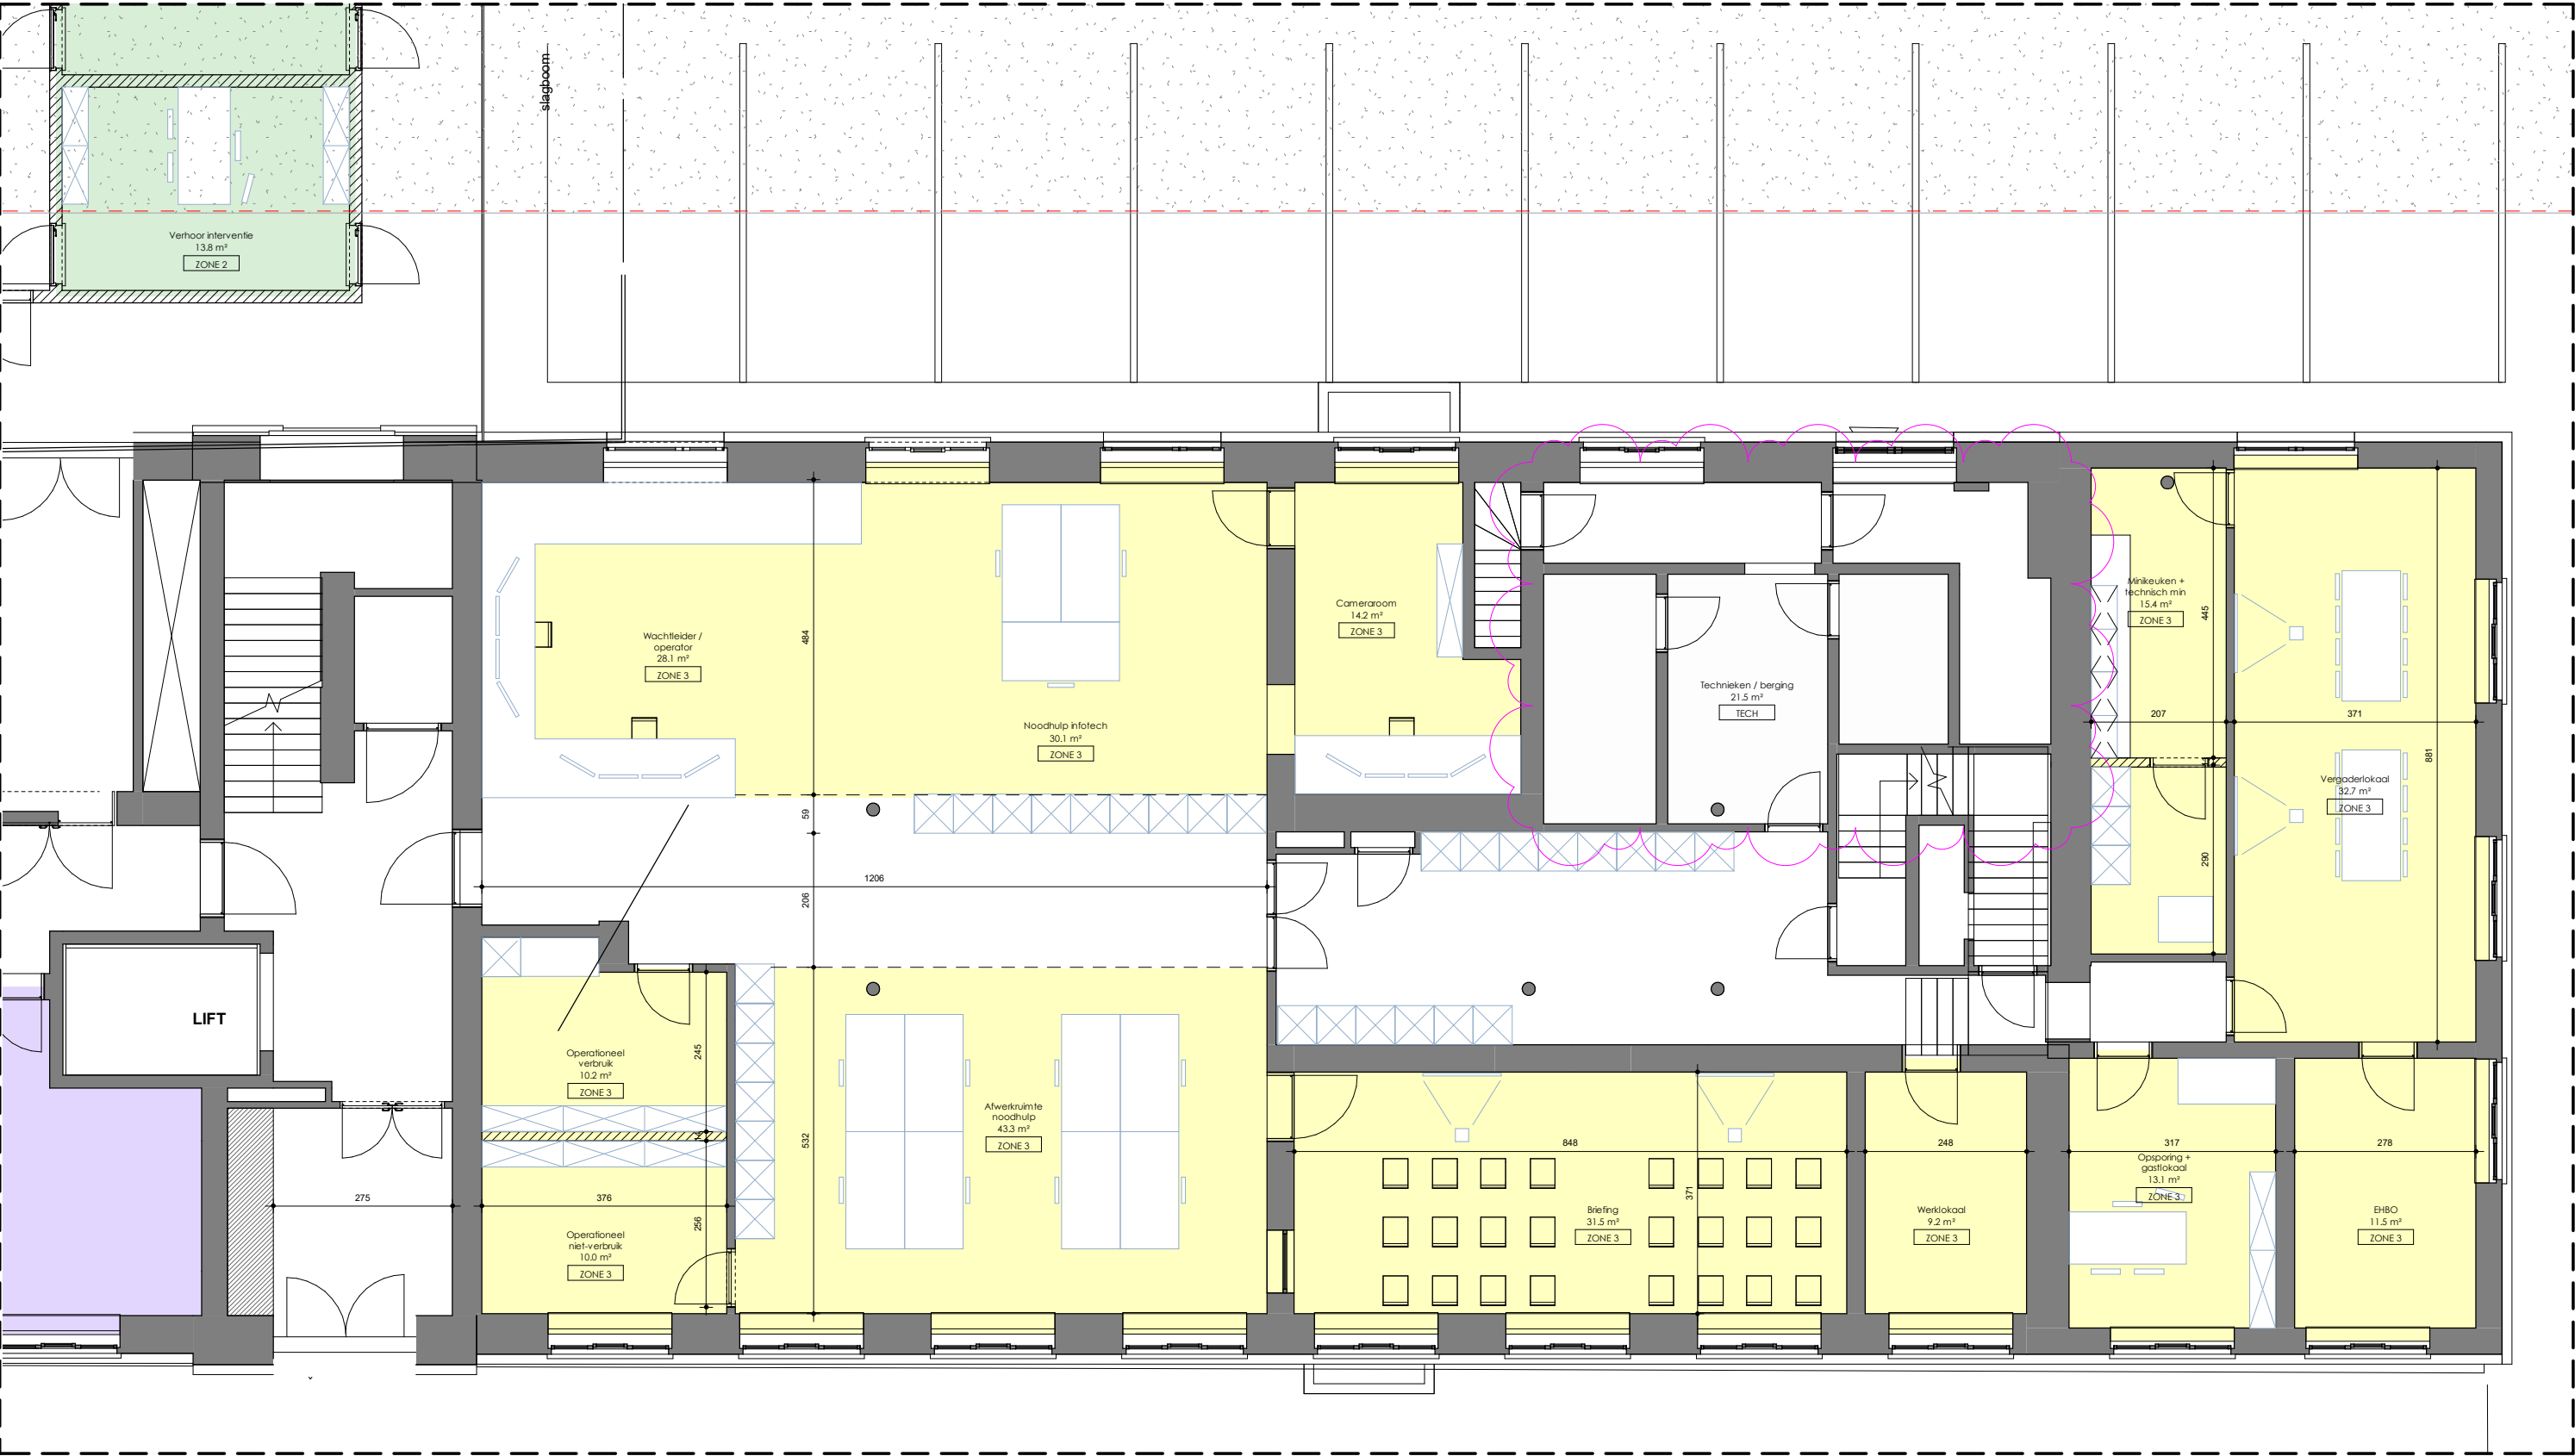 slagboom
Verhoor interventie
13.8 m²
ZONE 2
Wachtleider /
operator
28.1 m²
ZONE 3
484
Noodhulp infotech
30.1 m²
ZONE 3
Cameraroom
14.2 m²
ZONE 3
Technieken / berging
21.5 m²
TECH
Minikeuken +
technisch min
15.4 m²
ZONE 3
445
207
371
881
Vergaderlokaal
32.7 m²
ZONE 3
59
290
1206
206
LIFT
Operationeel
verbruik
10.2 m²
ZONE 3
245
Afwerkruimte
noodhulp
43.3 m²
ZONE 3
532
275
376
256
Operationeel
niet-verbruik
10.0 m²
ZONE 3
848
371
Briefing
31.5 m²
ZONE 3
248
Werklokaal
9.2 m²
ZONE 3
317
Opsporing +
gastlokaal
13.1 m²
ZONE 3
278
EHBO
11.5 m²
ZONE 3